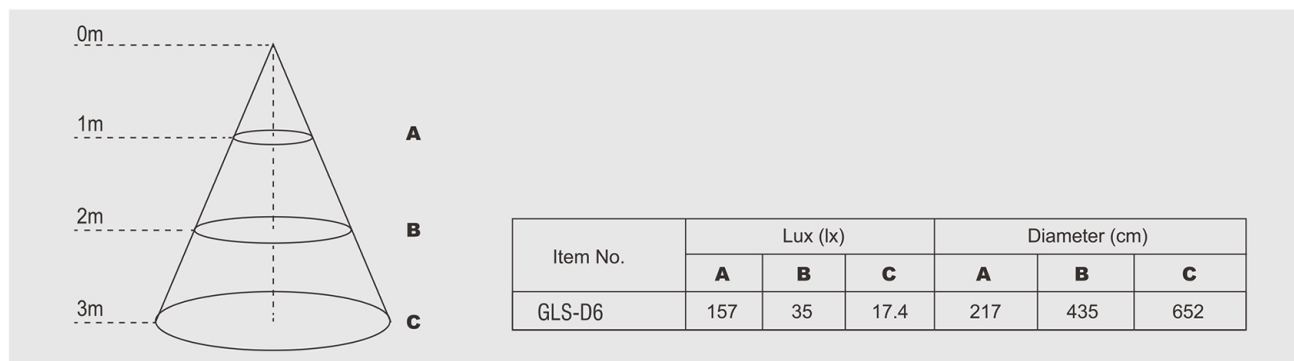 0m
1m
A
2m
B
3m
C
Item No. Lux (lx) Diameter (cm)
A B C A B C
GLS-D6 157 35 17.4 217 435 652